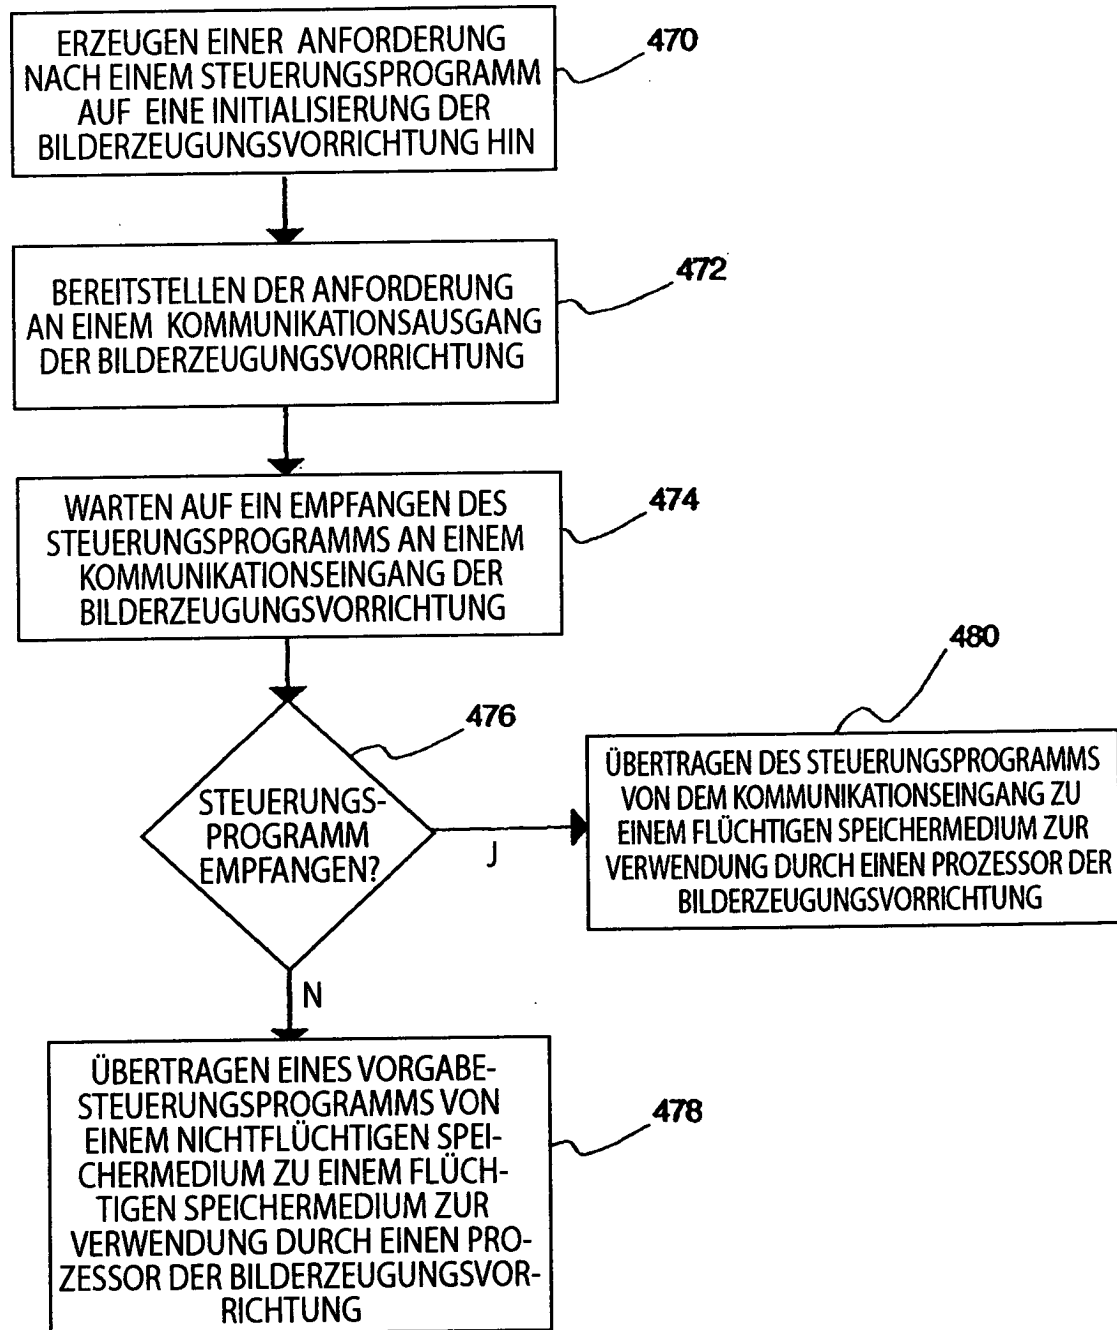 ERZEUGEN EINER ANFORDERUNG
NACH EINEM STEUERUNGSPROGRAMM
AUF EINE INITIALISIERUNG DER
BILDERZEUGUNGSVORRICHTUNG HIN
470
BEREITSTELLEN DER ANFORDERUNG
AN EINEM KOMMUNIKATIONSAUSGANG
DER BILDERZEUGUNGSVORRICHTUNG
472
WARTEN AUF EIN EMPFANGEN DES
STEUERUNGSPROGRAMMS AN EINEM
KOMMUNIKATIONSEINGANG DER
BILDERZEUGUNGSVORRICHTUNG
474
STEUERUNGS-
PROGRAMM
EMPFANGEN?
476
J
ÜBERTRAGEN DES STEUERUNGSPROGRAMMS
VON DEM KOMMUNIKATIONSEINGANG ZU
EINEM FLÜCHTIGEN SPEICHERMEDIUM ZUR
VERWENDUNG DURCH EINEN PROZESSOR DER
BILDERZEUGUNGSVORRICHTUNG
480
N
ÜBERTRAGEN EINES VORGABE-
STEUERUNGSPROGRAMMS VON
EINEM NICHTFLÜCHTIGEN SPEI-
CHERMEDIUM ZU EINEM FLÜCH-
TIGEN SPEICHERMEDIUM ZUR
VERWENDUNG DURCH EINEN PRO-
ZESSOR DER BILDERZEUGUNGSVOR-
RICHTUNG
478